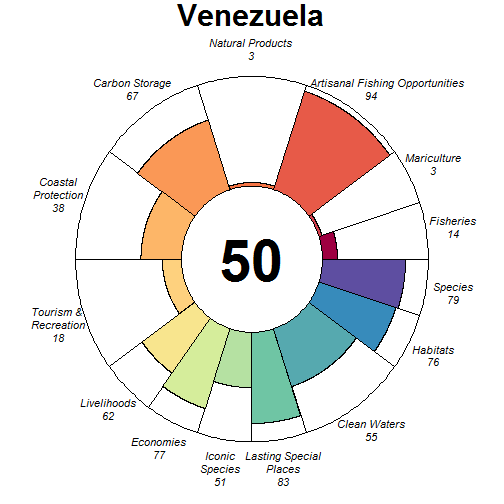 Venezuela
Natural Products
3
Carbon Storage
67
Artisanal Fishing Opportunities
94
Mariculture
3
Coastal
Protection
38
Fisheries
14
50
Species
79
Tourism &
Recreation
18
Habitats
76
Livelihoods
62
Clean Waters
55
Economies
77
Iconic
Species
51
Lasting Special
Places
83